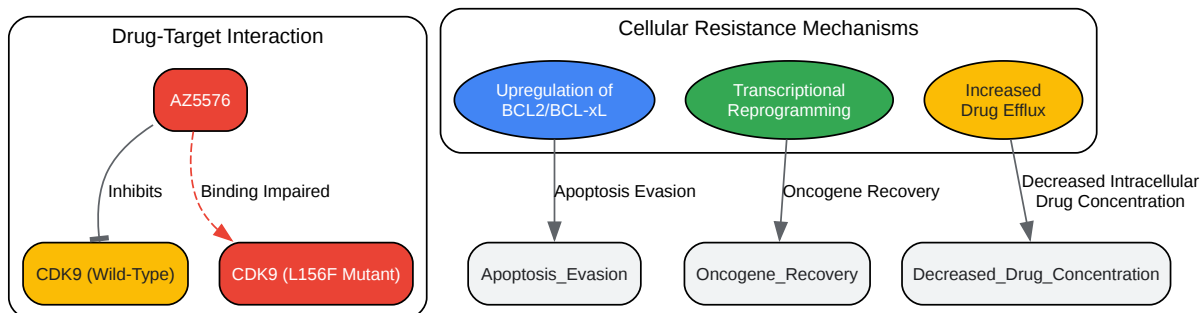 Drug-Target Interaction
AZ5576
Inhibits
Binding Impaired
CDK9 (Wild-Type)
CDK9 (L156F Mutant)
Cellular Resistance Mechanisms
Upregulation of
BCL2/BCL-xL
Transcriptional
Reprogramming
Increased
Drug Efflux
Apoptosis Evasion
Oncogene Recovery
Decreased Intracellular
Drug Concentration
Apoptosis_Evasion
Oncogene_Recovery
Decreased_Drug_Concentration